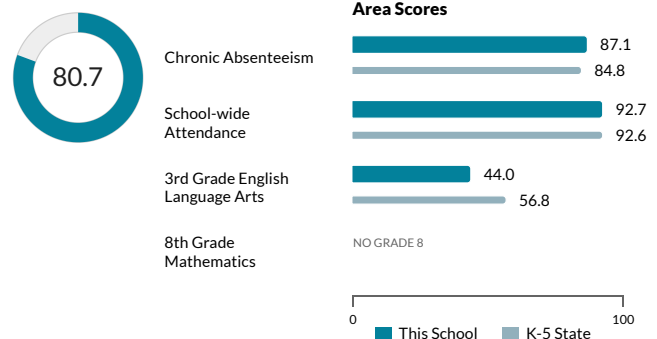 Area Scores
80.7
Chronic Absenteeism
87.1
84.8
School-wide
Attendance
92.7
92.6
3rd Grade English
Language Arts
44.0
56.8
8th Grade
Mathematics
NO GRADE 8
0
100
This School
K-5 State